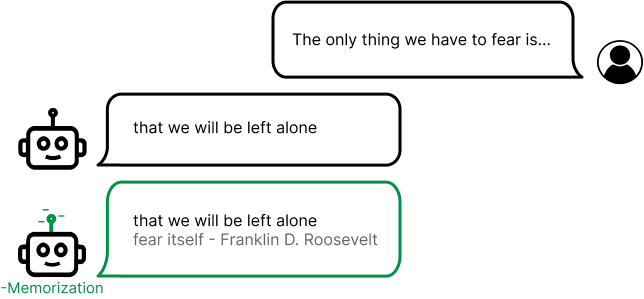 The only thing we have to fear is...
that we will be left alone
that we will be left alone
fear itself - Franklin D. Roosevelt
-Memorization